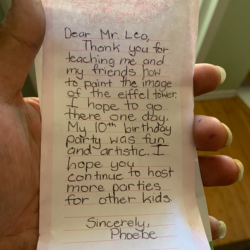 Dear Mr. Leo,
Thank you for
teaching me and
my friends how
to paint the image
of the eiffel tower.
I hope to go
there one day.
My 10th birthday
party was fun
and artistic. I
hope you
continue to host
more parties
for other kids
Sincerely,
Phoebe